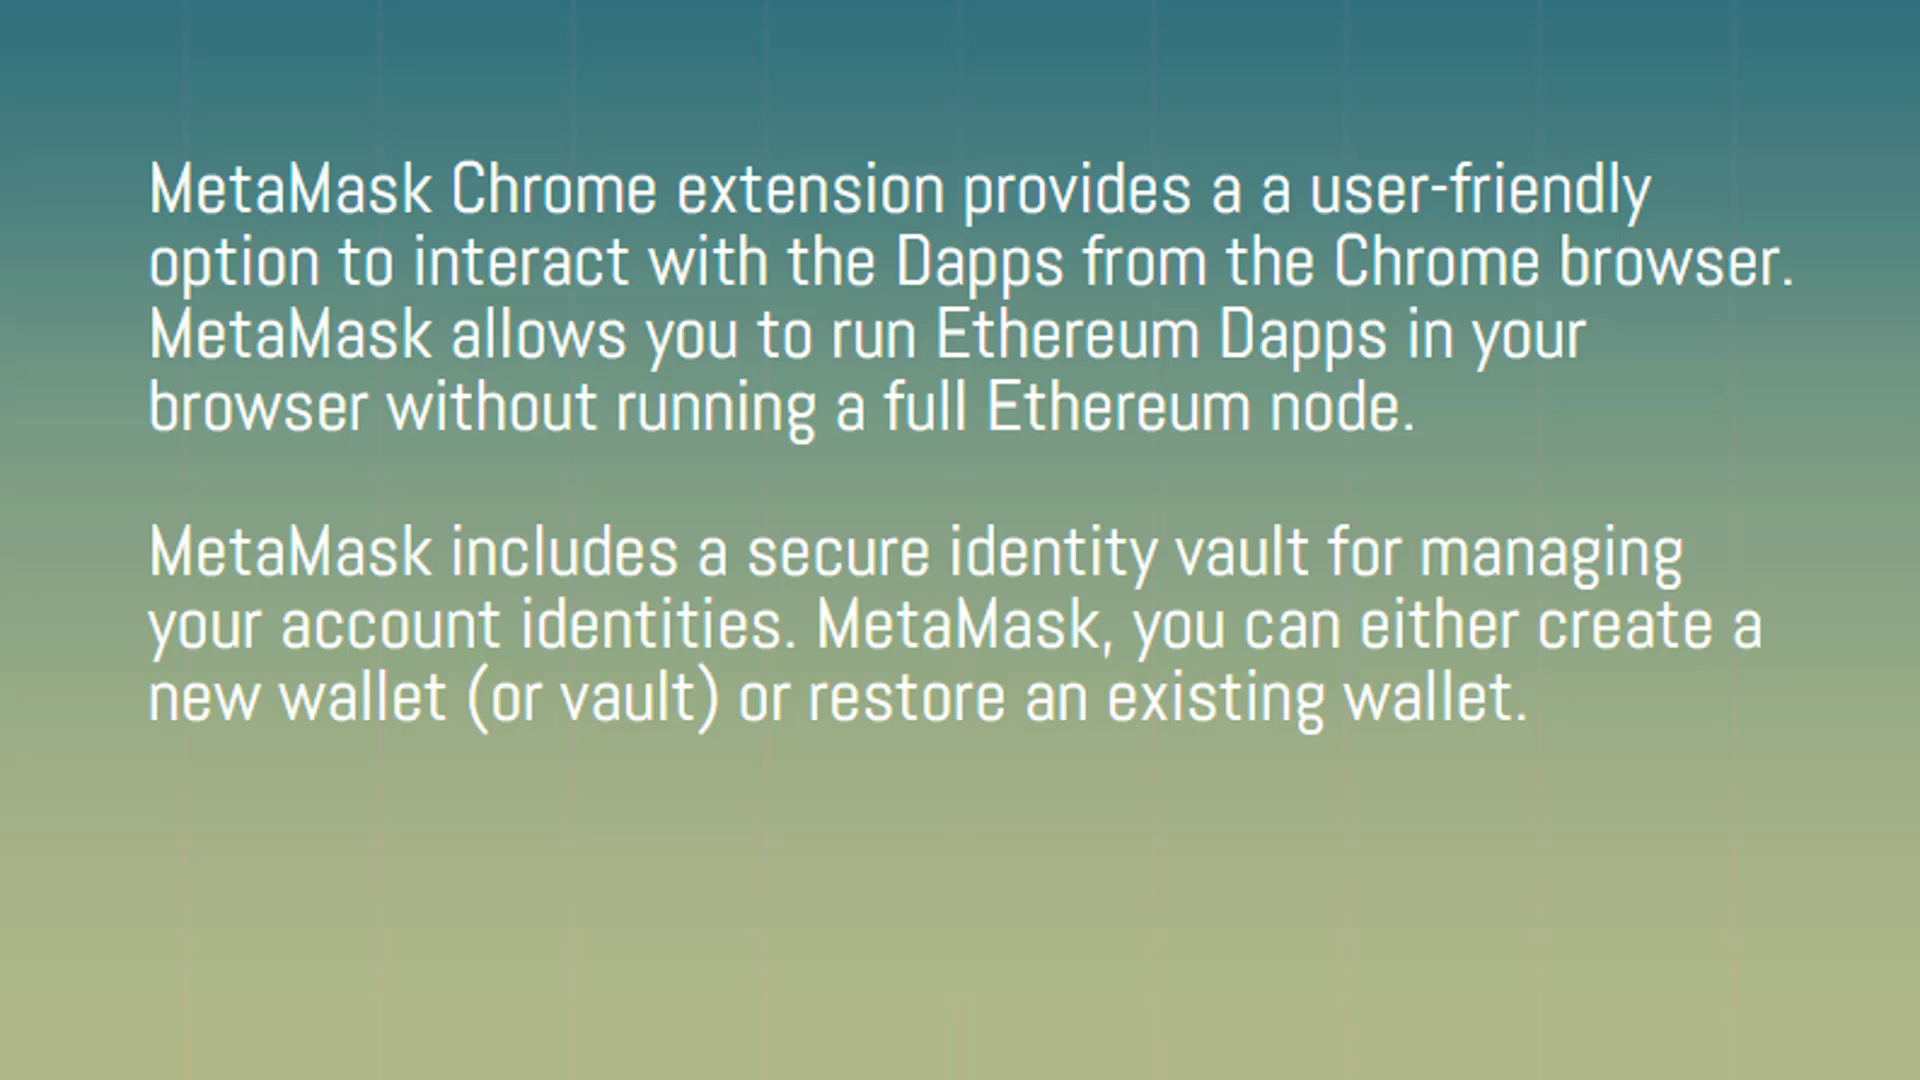 MetaMask Chrome extension provides a a user-friendly
option to interact with the Dapps from the Chrome browser.
MetaMask allows you to run Ethereum Dapps in your
browser without running a full Ethereum node.
MetaMask includes a secure identity vault for managing
your account identities. MetaMask, you can either create a
new wallet (or vault) or restore an existing wallet.